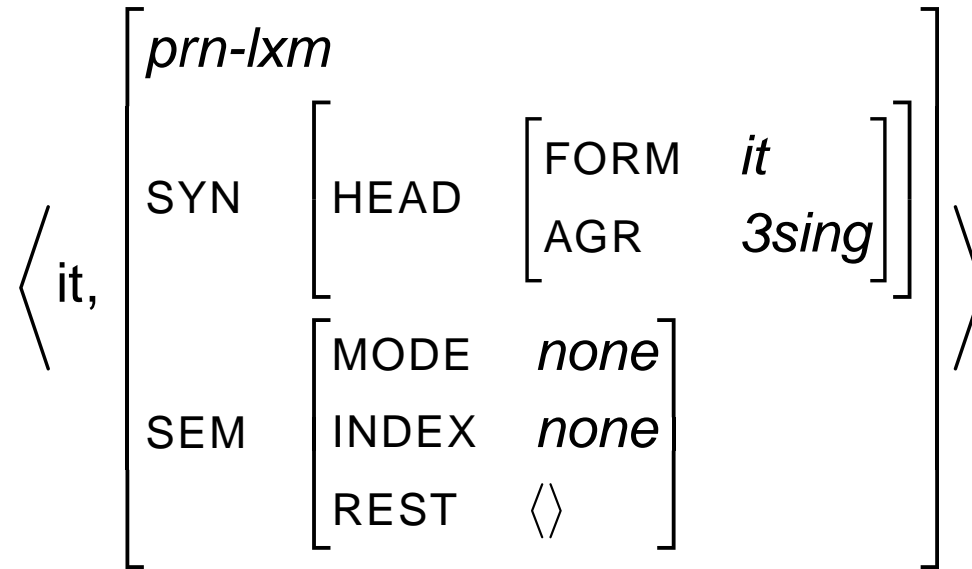 prn-lxm
FORM it
SYN HEAD
AGR 3sing
⟨ it, ⟩
MODE none
SEM INDEX none
REST ⟨⟩